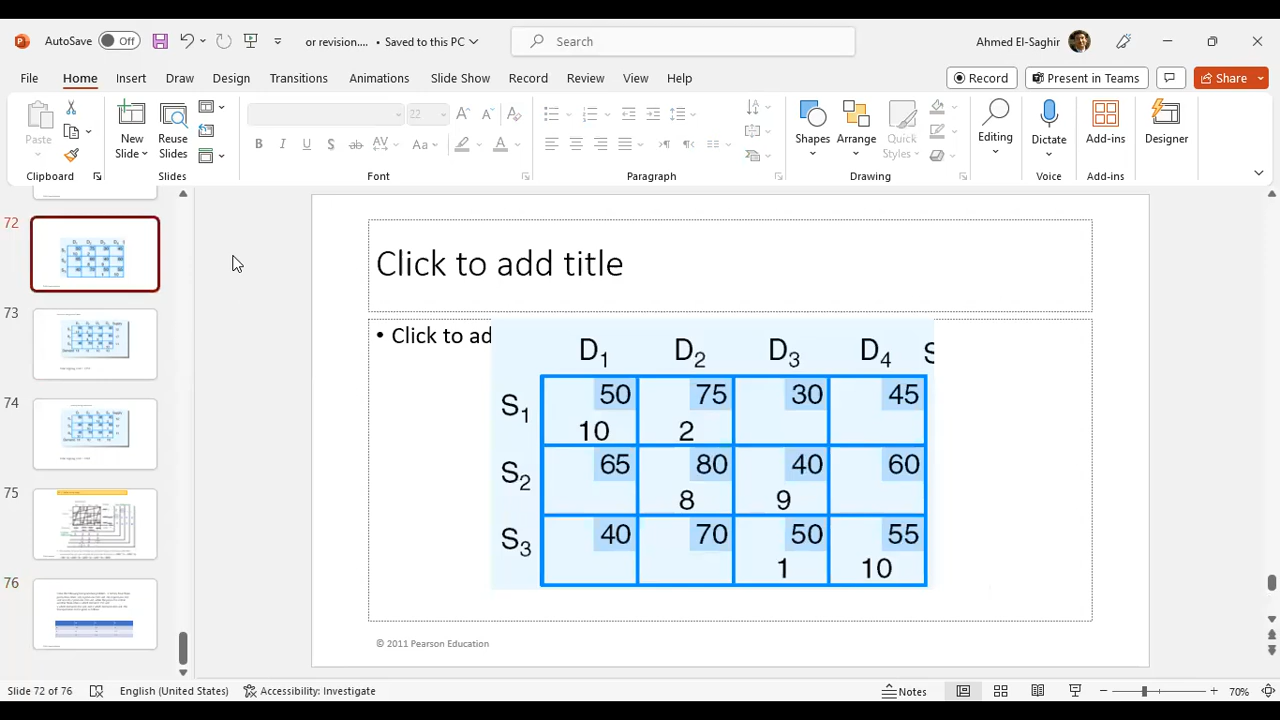 AutoSave Off or revision... • Saved to this PC Search Ahmed El-Saghir
File Home Insert Draw Design Transitions Animations Slide Show Record Review View Help Record Present in Teams Share
Paste New Slide Reuse Slides 22 Aa Shapes Arrange Quick Styles Editing Dictate Add-ins Designer
Clipboard Slides Font Paragraph Drawing Voice Add-ins
72
73
74
75
76
Click to add title
• Click to ad
D1 D2 D3 D4
S1 50 75 30 45
10 2
S2 65 80 40 60
8 9
S3 40 70 50 55
1 10
© 2011 Pearson Education
Slide 72 of 76 English (United States) Accessibility: Investigate Notes 70%